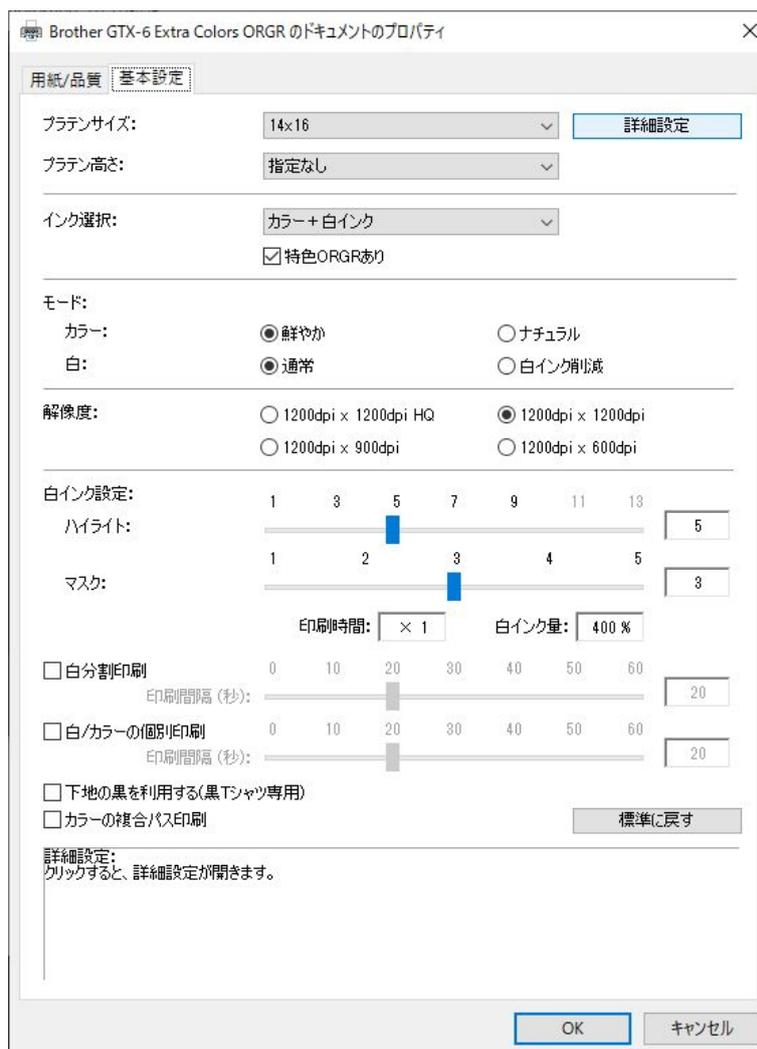 Brother GTX-6 Extra Colors ORGR のドキュメントのプロパティ
用紙/品質 基本設定
プラテンサイズ: 14×16 詳細設定
プラテン高さ: 指定なし
インク選択: カラー+白インク
特色ORGRあり
モード:
カラー: 鮮やか ナチュラル
白: 通常 白インク削減
解像度: 1200dpi x 1200dpi HQ 1200dpi x 1200dpi
1200dpi x 900dpi 1200dpi x 600dpi
白インク設定: 1 3 5 7 9 11 13
ハイライト: 5
1 2 3 4 5
マスク: 3
印刷時間: × 1 白インク量: 400 %
白分割印刷 0 10 20 30 40 50 60
印刷間隔 (秒): 20
白/カラーの個別印刷 0 10 20 30 40 50 60
印刷間隔 (秒): 20
下地の黒を利用する(黒Tシャツ専用)
カラーの複合パス印刷 標準に戻す
詳細設定:
クリックすると、詳細設定が開きます。
OK キャンセル